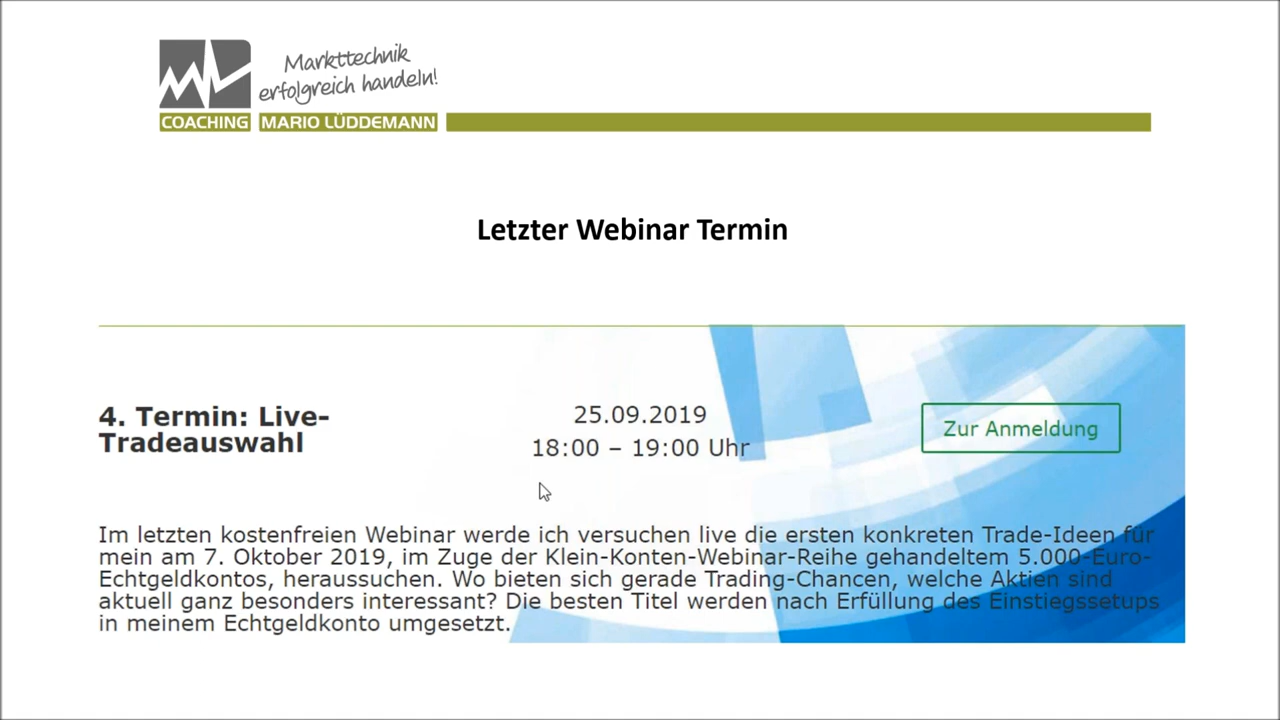 Markttechnik
erfolgreich handeln!
COACHING MARIO LÜDDEMANN
Letzter Webinar Termin
4. Termin: Live-
Tradeauswahl
25.09.2019
18:00 – 19:00 Uhr
Zur Anmeldung
Im letzten kostenfreien Webinar werde ich versuchen live die ersten konkreten Trade-Ideen für
mein am 7. Oktober 2019, im Zuge der Klein-Konten-Webinar-Reihe gehandeltem 5.000-Euro-
Echtgeldkontos, heraussuchen. Wo bieten sich gerade Trading-Chancen, welche Aktien sind
aktuell ganz besonders interessant? Die besten Titel werden nach Erfüllung des Einstiegssetups
in meinem Echtgeldkonto umgesetzt.